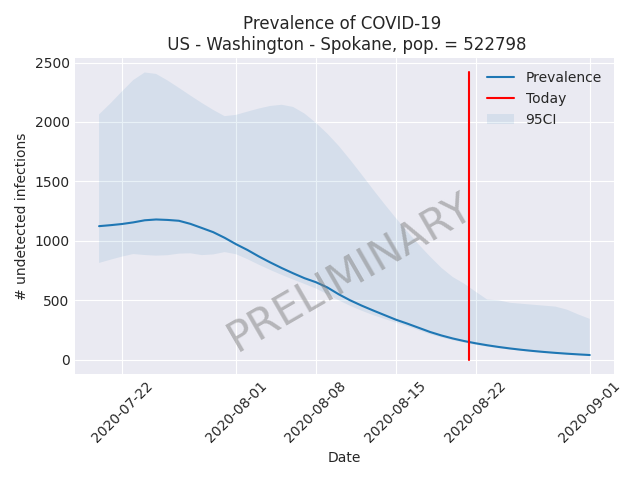 Prevalence of COVID-19
US - Washington - Spokane, pop. = 522798
2500
2000
1500
1000
500
0
# undetected infections
Prevalence
Today
95CI
PRELIMINARY
2020-07-22
2020-08-01
2020-08-08
2020-08-15
2020-08-22
2020-09-01
Date